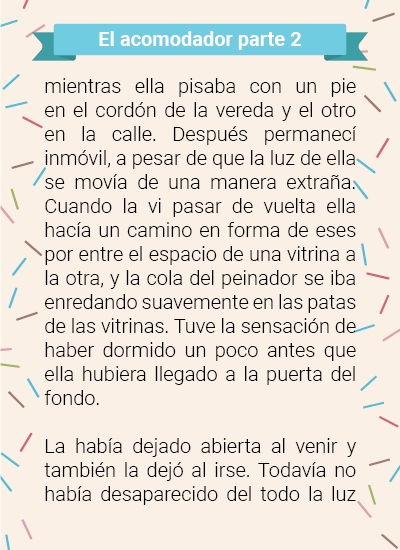 El acomodador parte 2
mientras ella pisaba con un pie
en el cordón de la vereda y el otro
en la calle. Después permanecí
inmóvil, a pesar de que la luz de ella
se movía de una manera extraña.
Cuando la vi pasar de vuelta ella
hacía un camino en forma de eses
por entre el espacio de una vitrina a
la otra, y la cola del peinador se iba
enredando suavemente en las patas
de las vitrinas. Tuve la sensación de
haber dormido un poco antes que
ella hubiera llegado a la puerta del
fondo.
La había dejado abierta al venir y
también la dejó al irse. Todavía no
había desaparecido del todo la luz